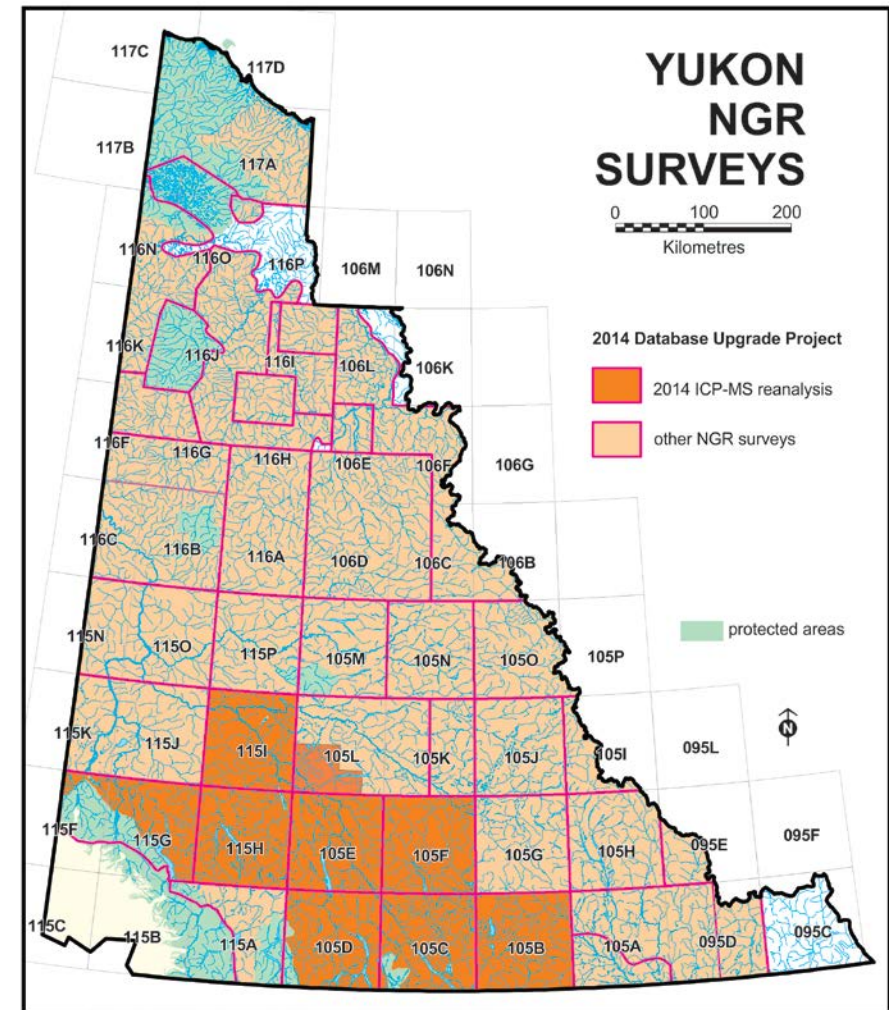 YUKON
NGR
SURVEYS
0 100 200
Kilometres
2014 Database Upgrade Project
2014 ICP-MS reanalysis
other NGR surveys
protected areas
N
117C
117D
117B
117A
116N
116O
116P
106M
106N
116K
116J
116I
106L
106K
116F
116G
116H
106E
106F
106G
116C
116B
116A
106D
106C
106B
115N
115O
115P
105M
105N
105O
105P
115K
115J
115I
105L
105K
105J
105I
095L
115F
115G
115H
105E
105F
105G
105H
095E
095F
115C
115B
115A
105D
105C
105B
105A
095D
095C